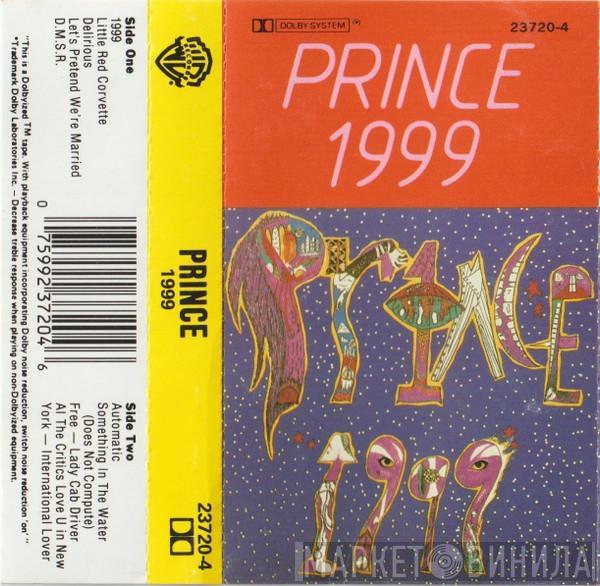 Side One
1999
Little Red Corvette
Delirious
Let's Pretend We're Married
D.M.S.R.
0 75992 37204 6
Side Two
Automatic
Something In The Water
(Does Not Compute)
Free — Lady Cab Driver
Al The Critics Love U in New
York — International Lover
"This is a Dolbyized TM tape. With playback equipment incorporating Dolby noise reduction, switch noise reduction 'on'"
*Trademark Dolby Laboratories Inc. — Decrease treble response when playing on non-Dolbyized equipment.
PRINCE
1999
23720-4
DOLBY SYSTEM
23720-4
PRINCE
1999
PRINCE
1999
МАРКЕТ ВИНИЛА